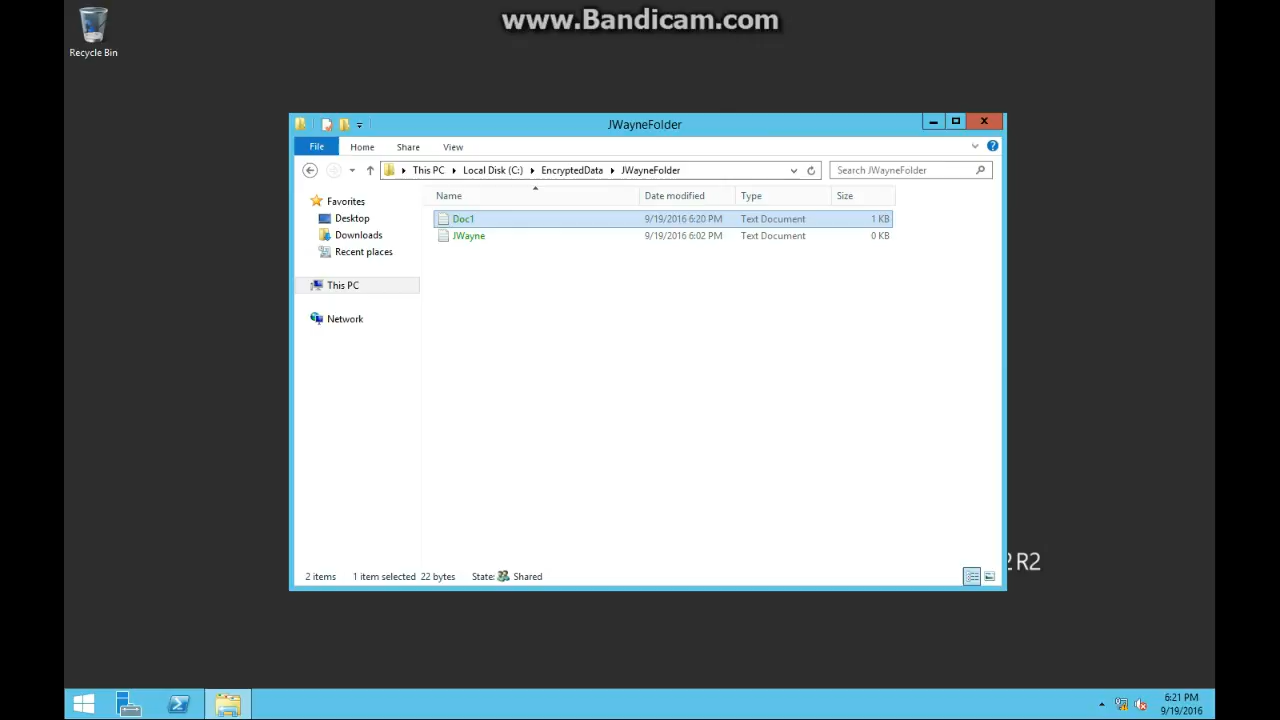 www.Bandicam.com
Recycle Bin
JWayneFolder
File Home Share View
This PC Local Disk (C:) EncryptedData JWayneFolder
Search JWayneFolder
Name Date modified Type Size
Favorites
Desktop
Downloads
Recent places
This PC
Network
Doc1 9/19/2016 6:20 PM Text Document 1 KB
JWayne 9/19/2016 6:02 PM Text Document 0 KB
2 items 1 item selected 22 bytes State: Shared
2 R2
6:21 PM
9/19/2016